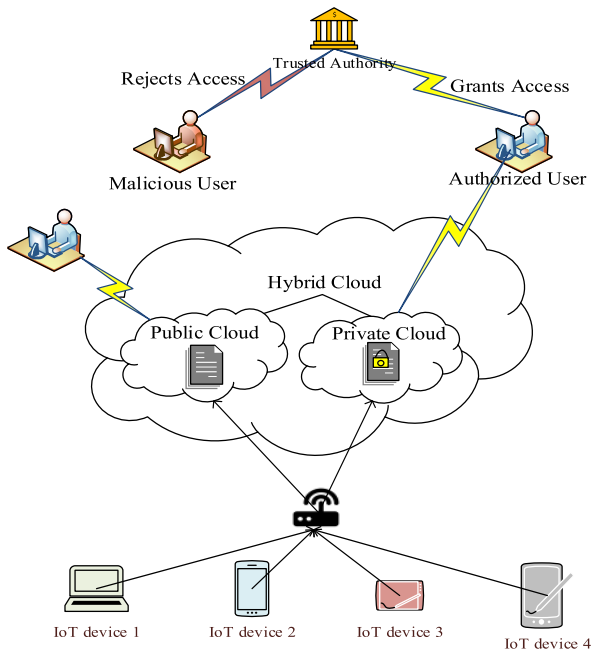 Trusted Authority
Rejects Access
Grants Access
Malicious User
Authorized User
Hybrid Cloud
Public Cloud
Private Cloud
IoT device 1
IoT device 2
IoT device 3
IoT device 4